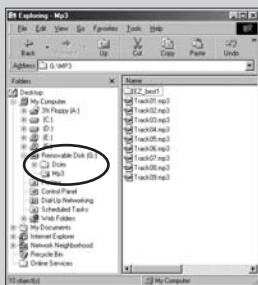 Exploring - Mp3
File Edit View Go Favorites Tools Help
Back
Up
Cut
Copy
Paste
Undo
Address G:\MP3
Folders
Name
Desktop
My Computer
3½ Floppy (A:)
(C:)
(D:)
(E:)
Removable Disk (G:)
Dcim
Mp3
Control Panel
Dial-Up Networking
Scheduled Tasks
Web Folders
My Documents
Internet Explorer
Network Neighborhood
Recycle Bin
Online Services
EZ_best1
Track01.mp3
Track02.mp3
Track03.mp3
Track04.mp3
Track05.mp3
Track06.mp3
Track07.mp3
Track08.mp3
Track09.mp3
10 object(s)
My Computer